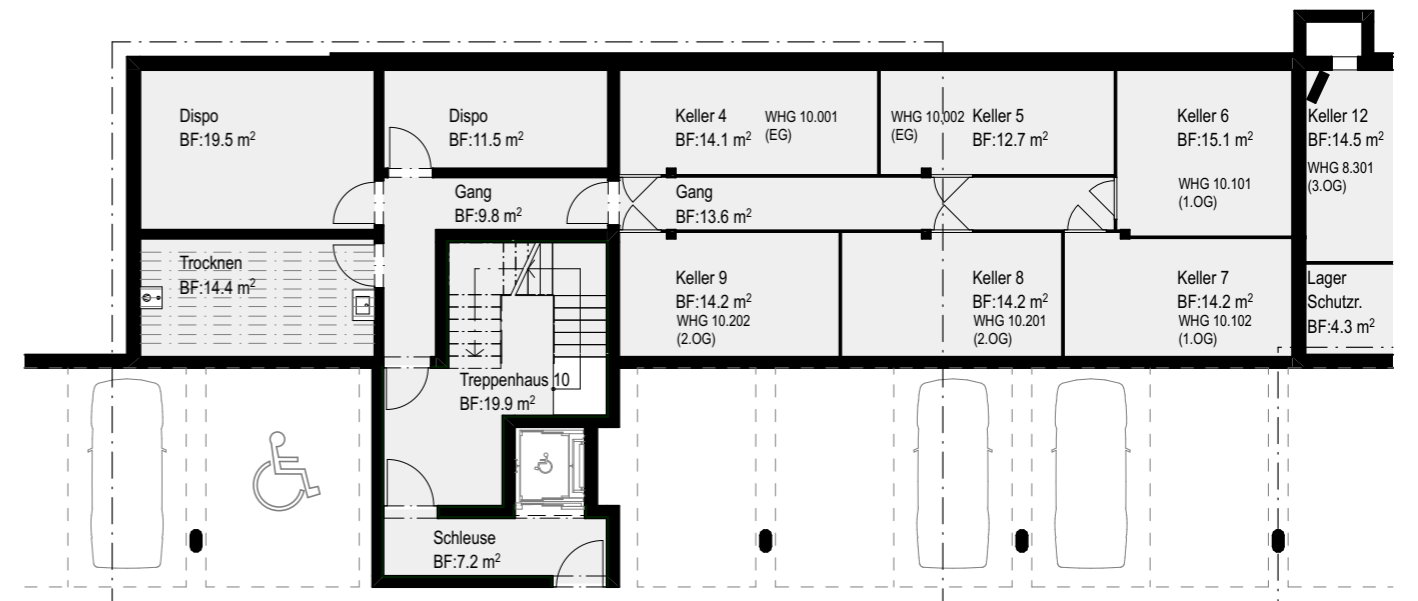 Dispo
BF:19.5 m²
Dispo
BF:11.5 m²
Keller 4
BF:14.1 m²
WHG 10.001
(EG)
WHG 10.002
(EG)
Keller 5
BF:12.7 m²
Keller 6
BF:15.1 m²
WHG 10.101
(1.OG)
Keller 12
BF:14.5 m²
WHG 8.301
(3.OG)
Gang
BF:9.8 m²
Gang
BF:13.6 m²
Trocknen
BF:14.4 m²
Keller 9
BF:14.2 m²
WHG 10.202
(2.OG)
Keller 8
BF:14.2 m²
WHG 10.201
(2.OG)
Keller 7
BF:14.2 m²
WHG 10.102
(1.OG)
Lager
Schutzr.
BF:4.3 m²
Treppenhaus 10
BF:19.9 m²
Schleuse
BF:7.2 m²